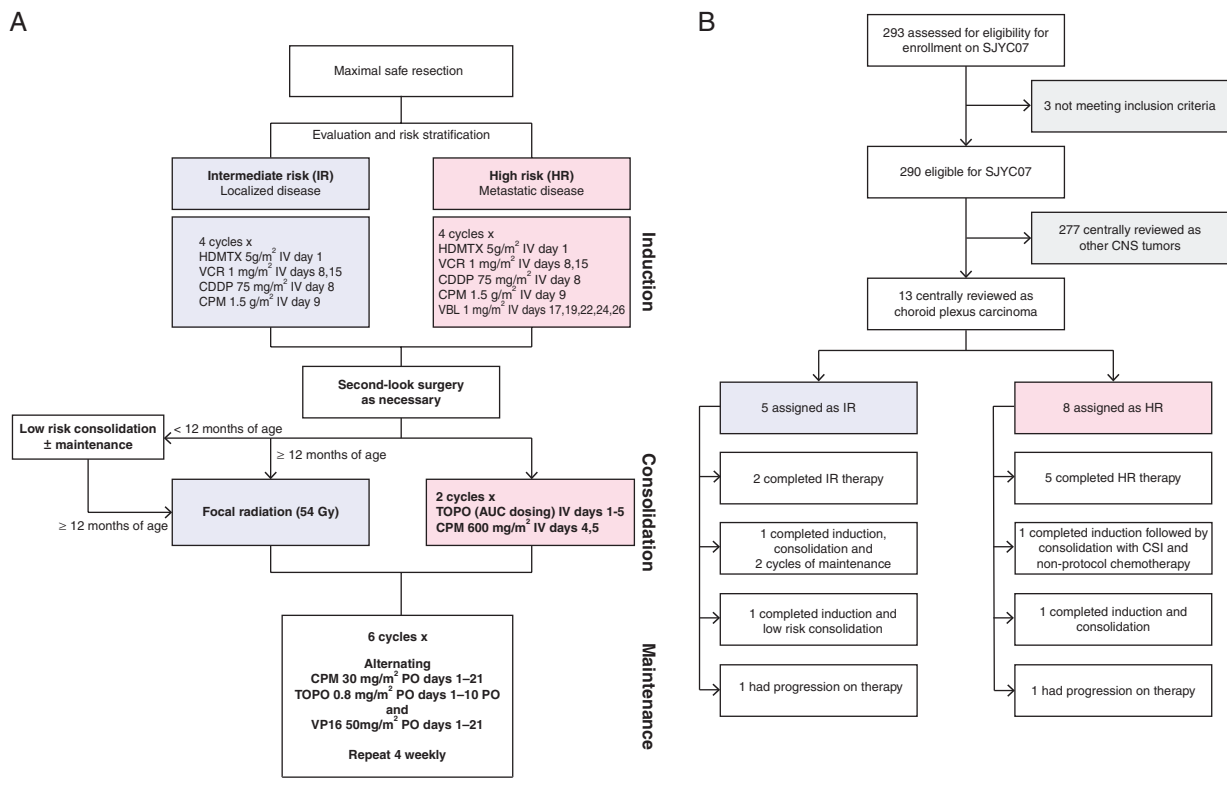 A
Maximal safe resection
Evaluation and risk stratification
Intermediate risk (IR)
Localized disease
High risk (HR)
Metastatic disease
4 cycles x
HDMTX 5g/m² IV day 1
VCR 1 mg/m² IV days 8,15
CDDP 75 mg/m² IV day 8
CPM 1.5 g/m² IV day 9
4 cycles x
HDMTX 5g/m² IV day 1
VCR 1 mg/m² IV days 8,15
CDDP 75 mg/m² IV day 8
CPM 1.5 g/m² IV day 9
VBL 1 mg/m² IV days 17,19,22,24,26
Induction
Second-look surgery
as necessary
Low risk consolidation
± maintenance
< 12 months of age
≥ 12 months of age
≥ 12 months of age
Focal radiation (54 Gy)
2 cycles x
TOPO (AUC dosing) IV days 1-5
CPM 600 mg/m² IV days 4,5
Consolidation
6 cycles x
Alternating
CPM 30 mg/m² PO days 1–21
TOPO 0.8 mg/m² PO days 1–10 PO
and
VP16 50mg/m² PO days 1–21
Repeat 4 weekly
Maintenance
B
293 assessed for eligibility for
enrollment on SJYC07
3 not meeting inclusion criteria
290 eligible for SJYC07
277 centrally reviewed as
other CNS tumors
13 centrally reviewed as
choroid plexus carcinoma
5 assigned as IR
2 completed IR therapy
1 completed induction,
consolidation and
2 cycles of maintenance
1 completed induction and
low risk consolidation
1 had progression on therapy
8 assigned as HR
5 completed HR therapy
1 completed induction followed by
consolidation with CSI and
non-protocol chemotherapy
1 completed induction and
consolidation
1 had progression on therapy